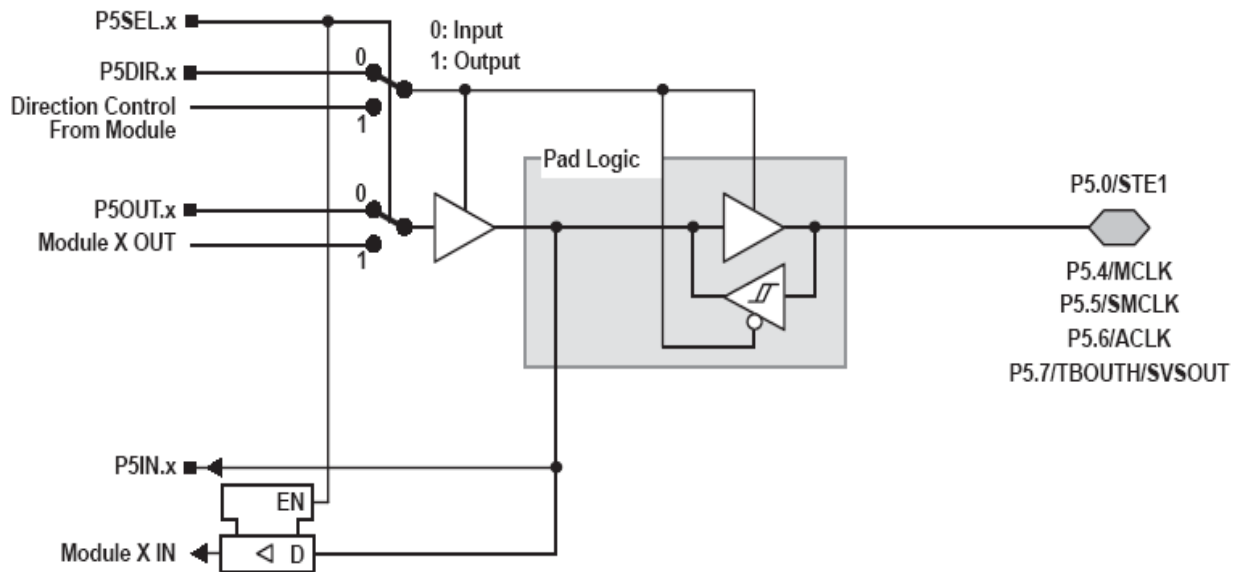 P5SEL.x
0: Input
1: Output
P5DIR.x
0
Direction Control
From Module
1
Pad Logic
P5OUT.x
0
Module X OUT
1
P5.0/STE1
P5.4/MCLK
P5.5/SMCLK
P5.6/ACLK
P5.7/TBOUTH/SVSOUT
P5IN.x
EN
Module X IN
D